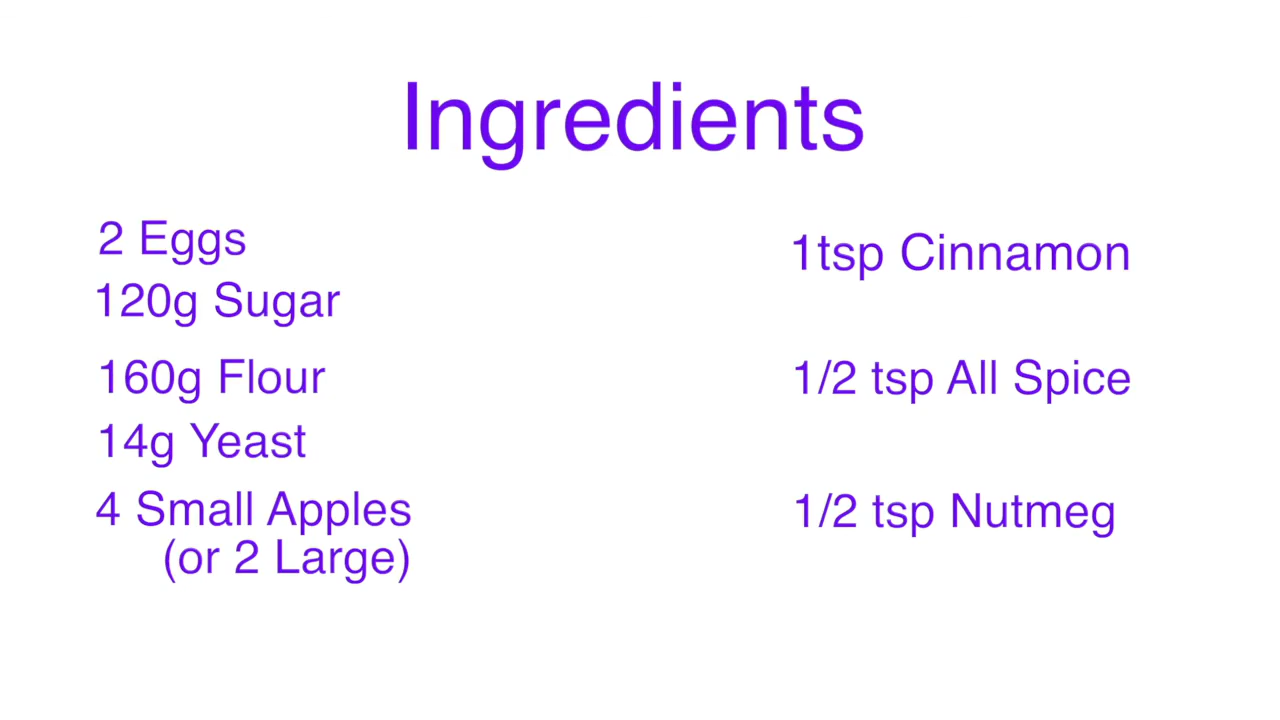 Ingredients
2 Eggs
120g Sugar
160g Flour
14g Yeast
4 Small Apples
(or 2 Large)
1tsp Cinnamon
1/2 tsp All Spice
1/2 tsp Nutmeg